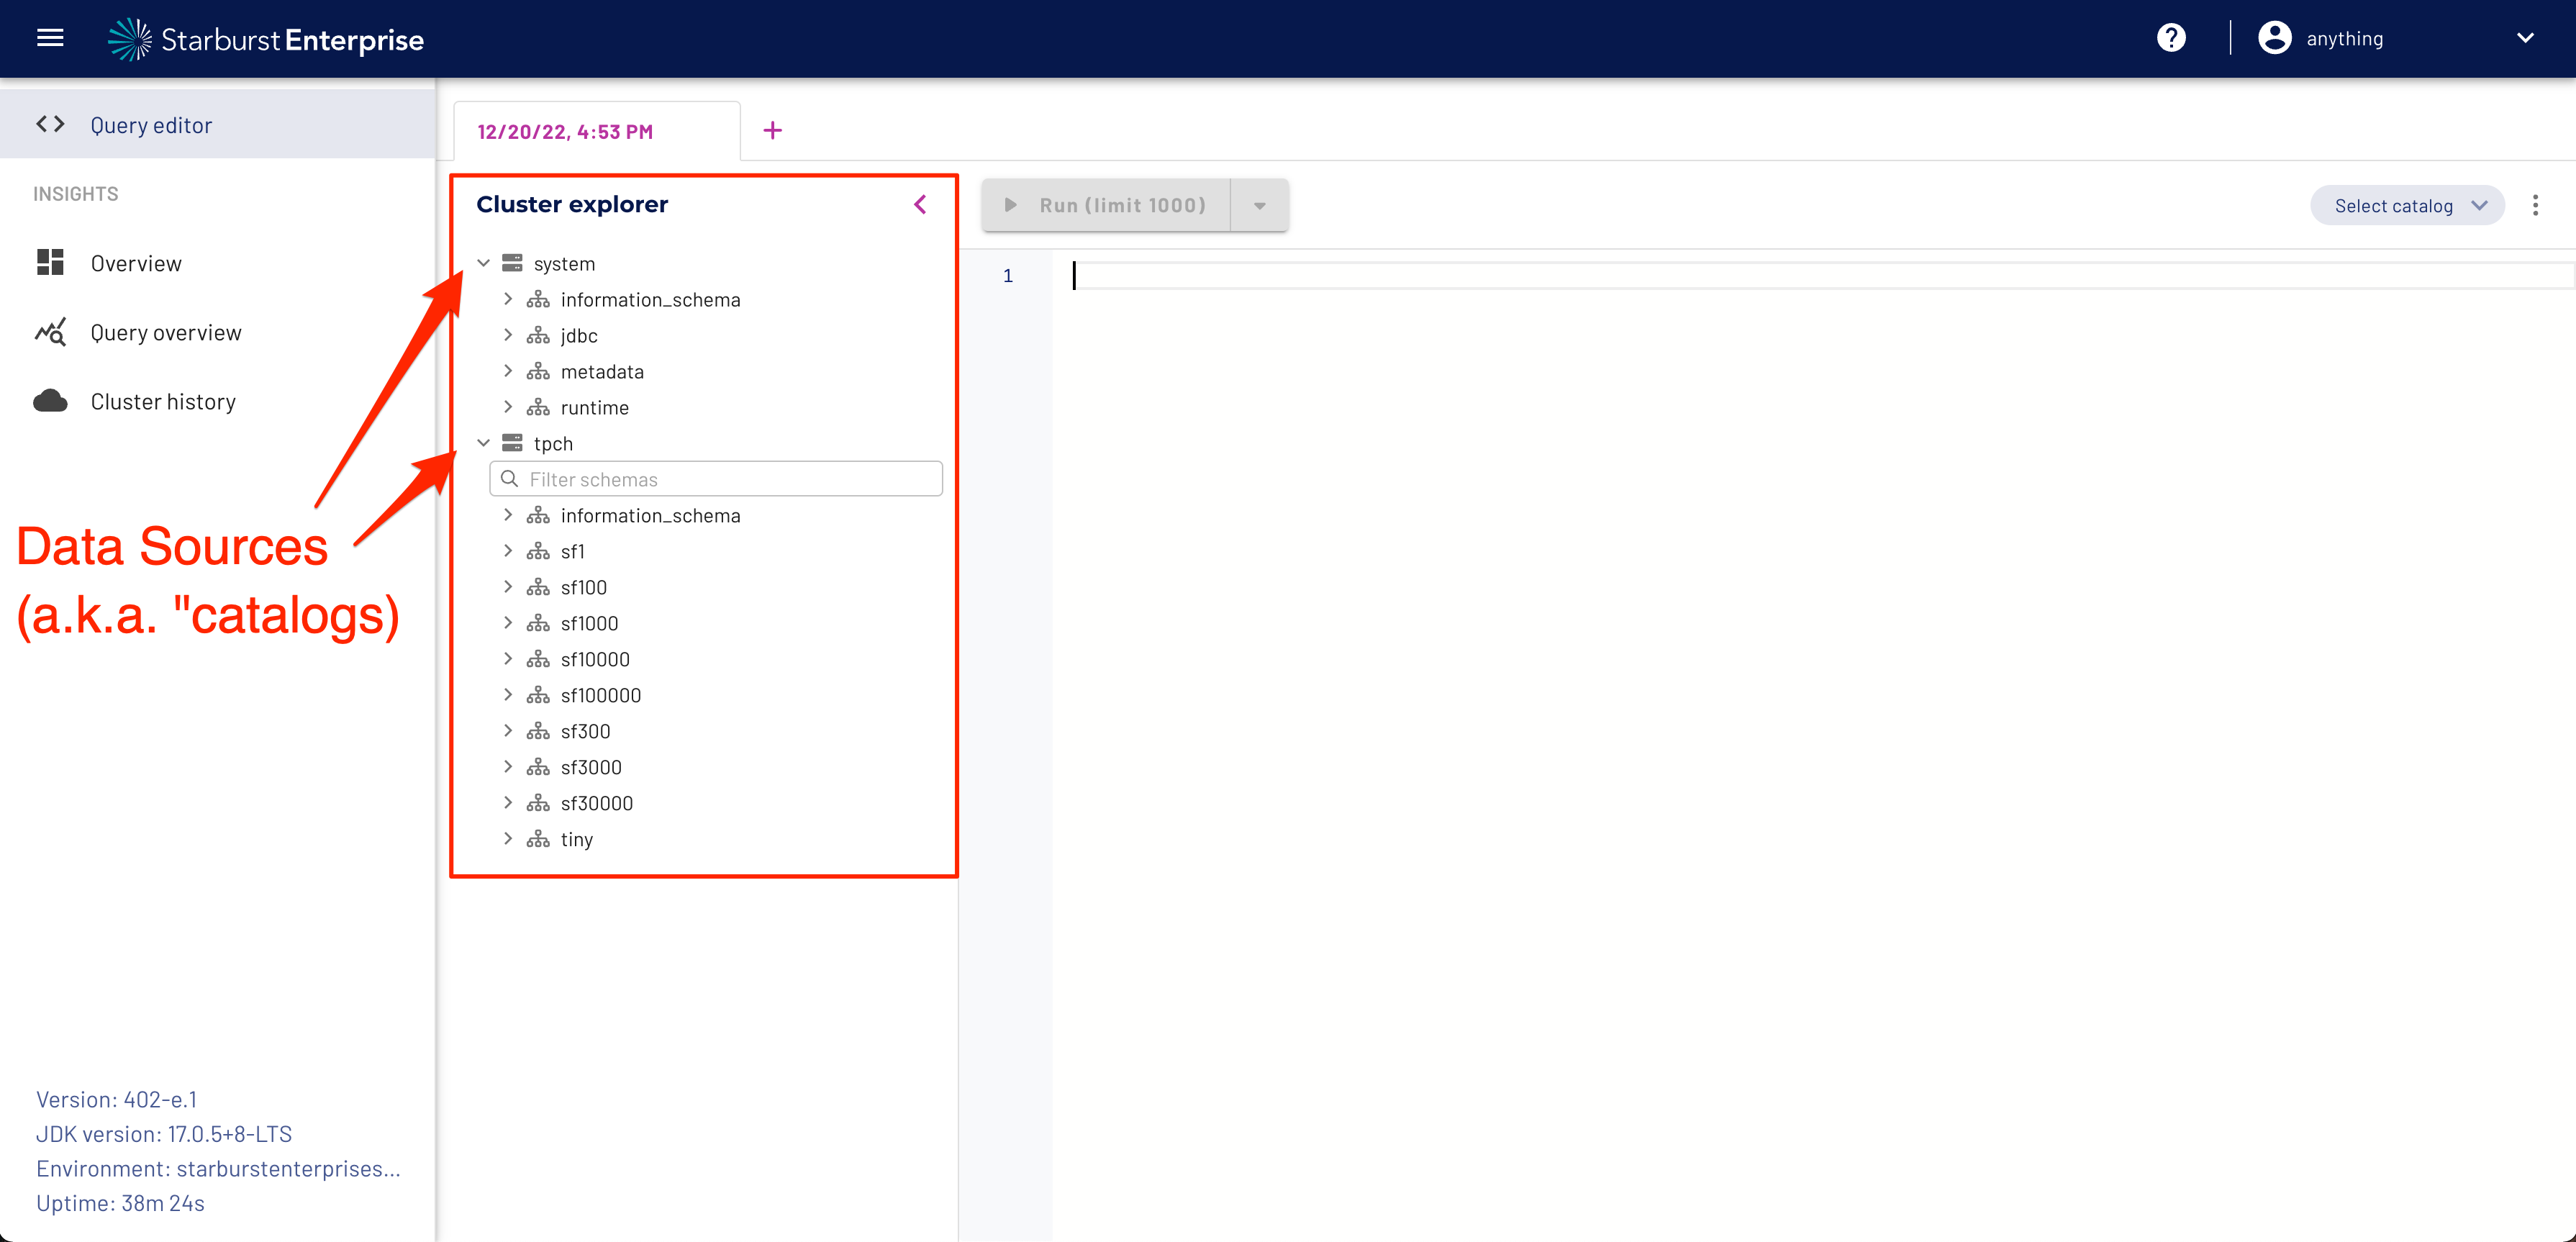 Starburst Enterprise
anything
Query editor
INSIGHTS
Overview
Query overview
Cluster history
Data Sources
(a.k.a. "catalogs)
Version: 402-e.1
JDK version: 17.0.5+8-LTS
Environment: starburstenterprises...
Uptime: 38m 24s
12/20/22, 4:53 PM
Cluster explorer
system
information_schema
jdbc
metadata
runtime
tpch
Filter schemas
information_schema
sf1
sf100
sf1000
sf10000
sf100000
sf300
sf3000
sf30000
tiny
Run (limit 1000)
Select catalog
1